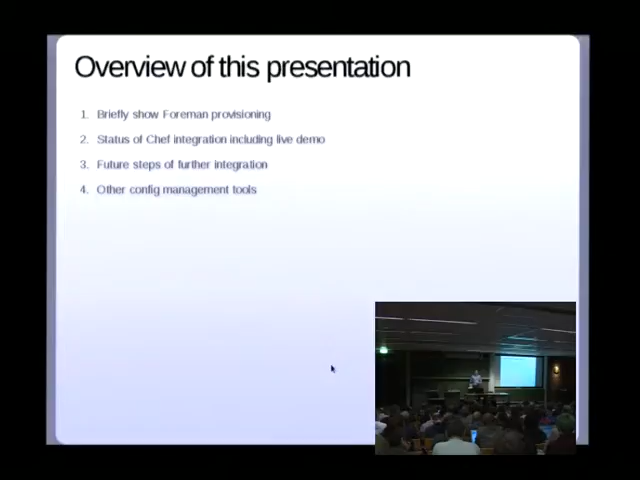 Overview of this presentation
1. Briefly show Foreman provisioning
2. Status of Chef integration including live demo
3. Future steps of further integration
4. Other config management tools